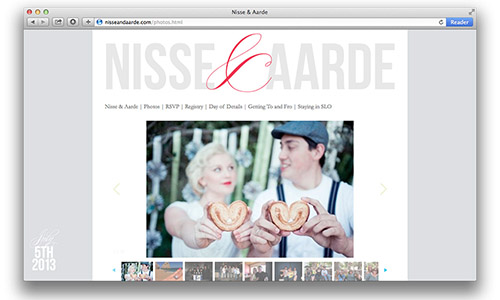 Nisse & Aarde
nisseandaarde.com/photos.html
Reader
NISSE & AARDE
Nisse & Aarde | Photos | RSVP | Registry | Day of Details | Getting To and Fro | Staying in SLO
July
5TH
2013